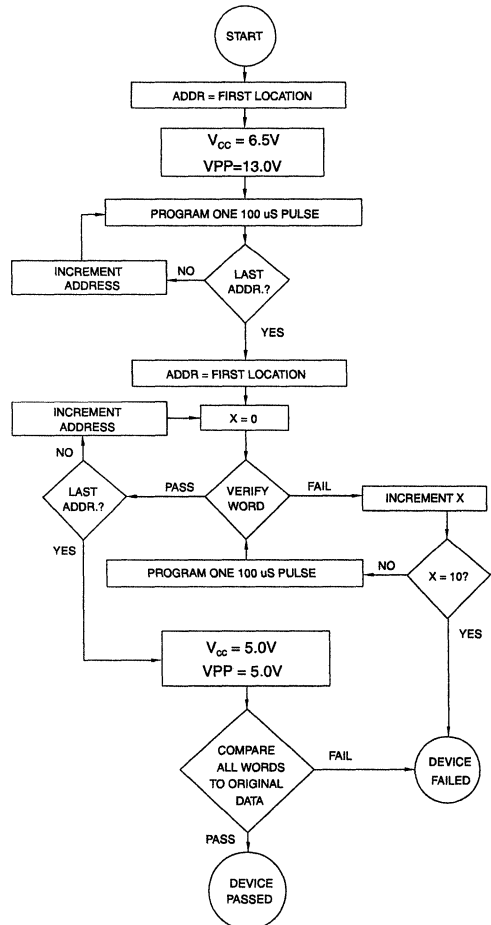 START
ADDR = FIRST LOCATION
VCC = 6.5V
VPP=13.0V
PROGRAM ONE 100 uS PULSE
INCREMENT
ADDRESS
NO
LAST
ADDR.?
YES
ADDR = FIRST LOCATION
INCREMENT
ADDRESS
X = 0
NO
LAST
ADDR.?
PASS
VERIFY
WORD
FAIL
INCREMENT X
YES
PROGRAM ONE 100 uS PULSE
NO
X = 10?
YES
VCC = 5.0V
VPP = 5.0V
COMPARE
ALL WORDS
TO ORIGINAL
DATA
FAIL
DEVICE
FAILED
PASS
DEVICE
PASSED